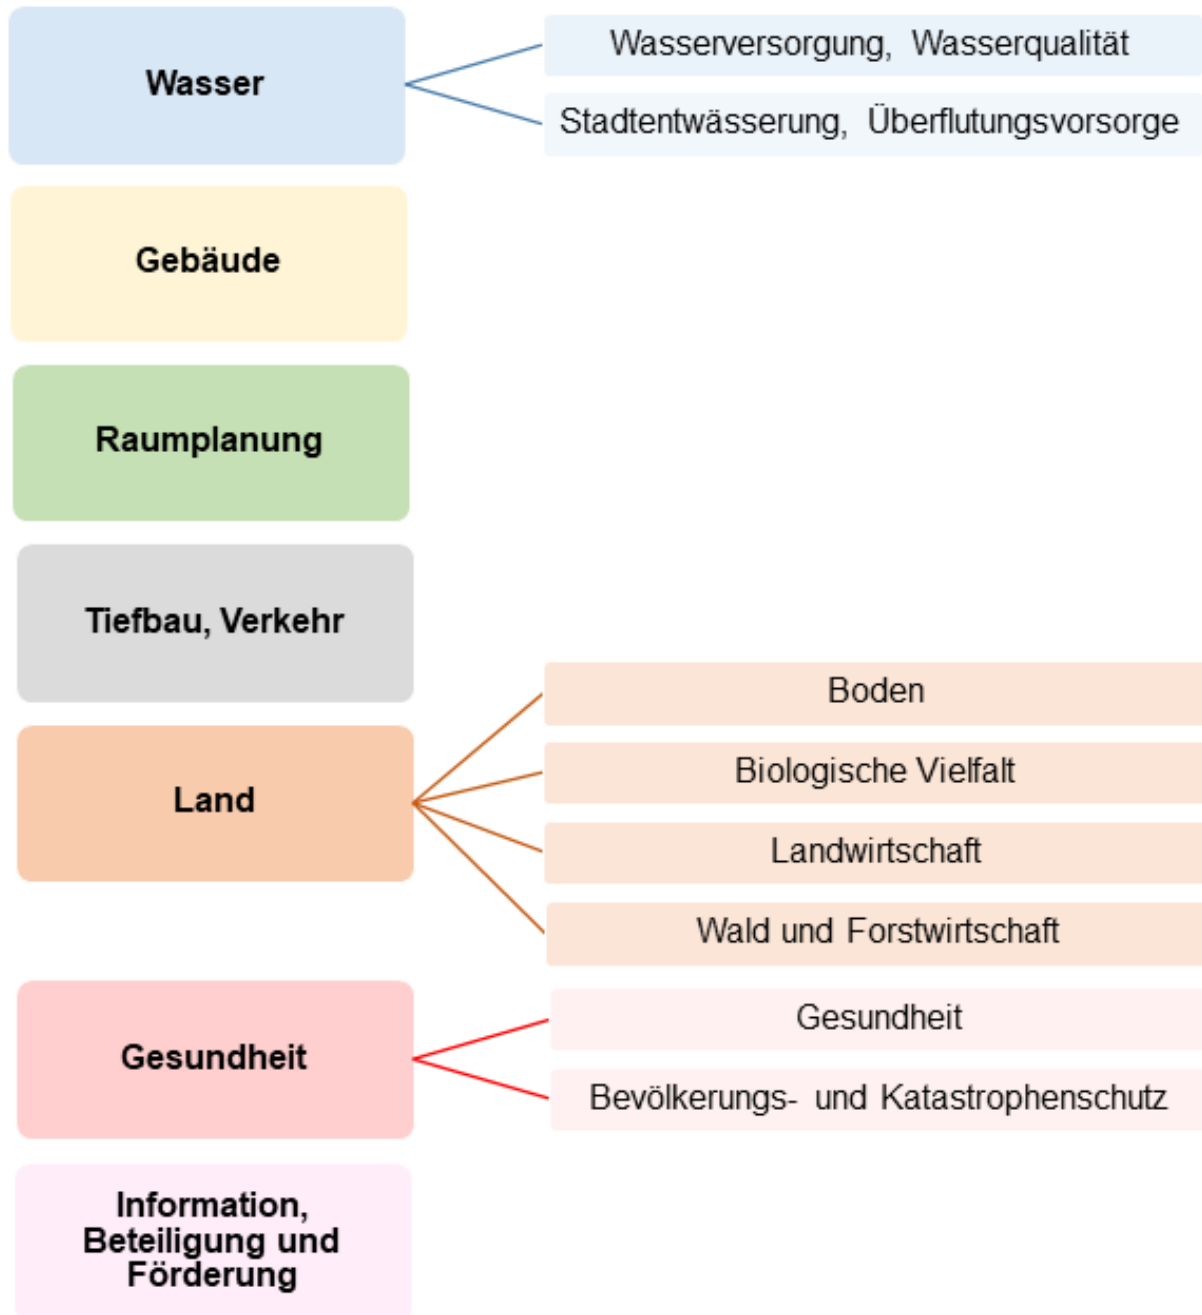 Wasser
Wasserversorgung, Wasserqualität
Stadtentwässerung, Überflutungsvorsorge
Gebäude
Raumplanung
Tiefbau, Verkehr
Land
Boden
Biologische Vielfalt
Landwirtschaft
Wald und Forstwirtschaft
Gesundheit
Gesundheit
Bevölkerungs- und Katastrophenschutz
Information,
Beteiligung und
Förderung